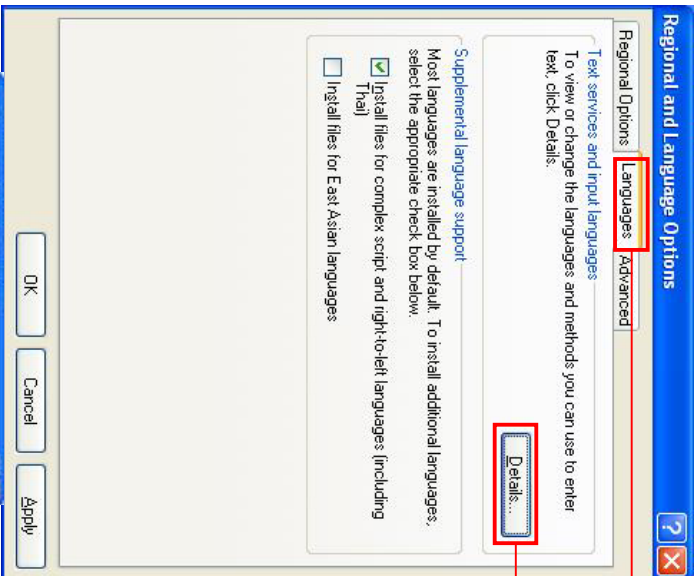 Regional and Language Options
Regional Options Languages Advanced
Text services and input languages
To view or change the languages and methods you can use to enter
text, click Details.
Details...
Supplemental language support
Most languages are installed by default. To install additional languages,
select the appropriate check box below.
Install files for complex script and right-to-left languages (including
Thai)
Install files for East Asian languages
OK Cancel Apply